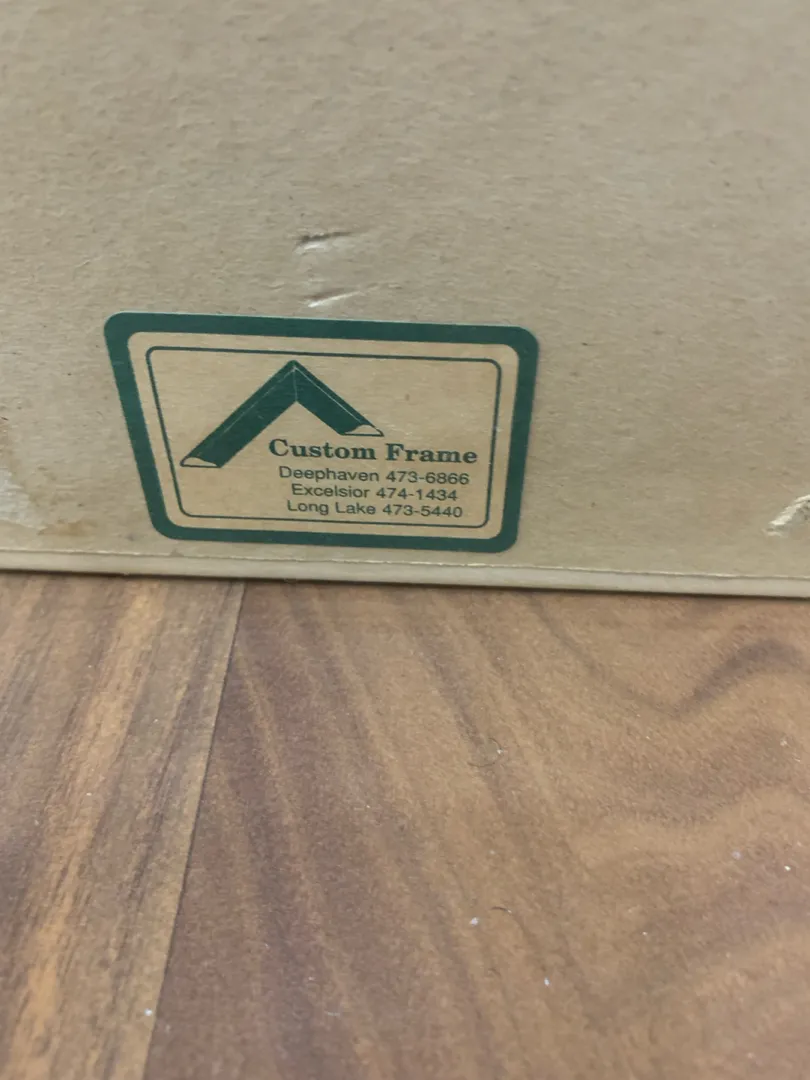 Custom Frame
Deephaven 473-6866
Excelsior 474-1434
Long Lake 473-5440